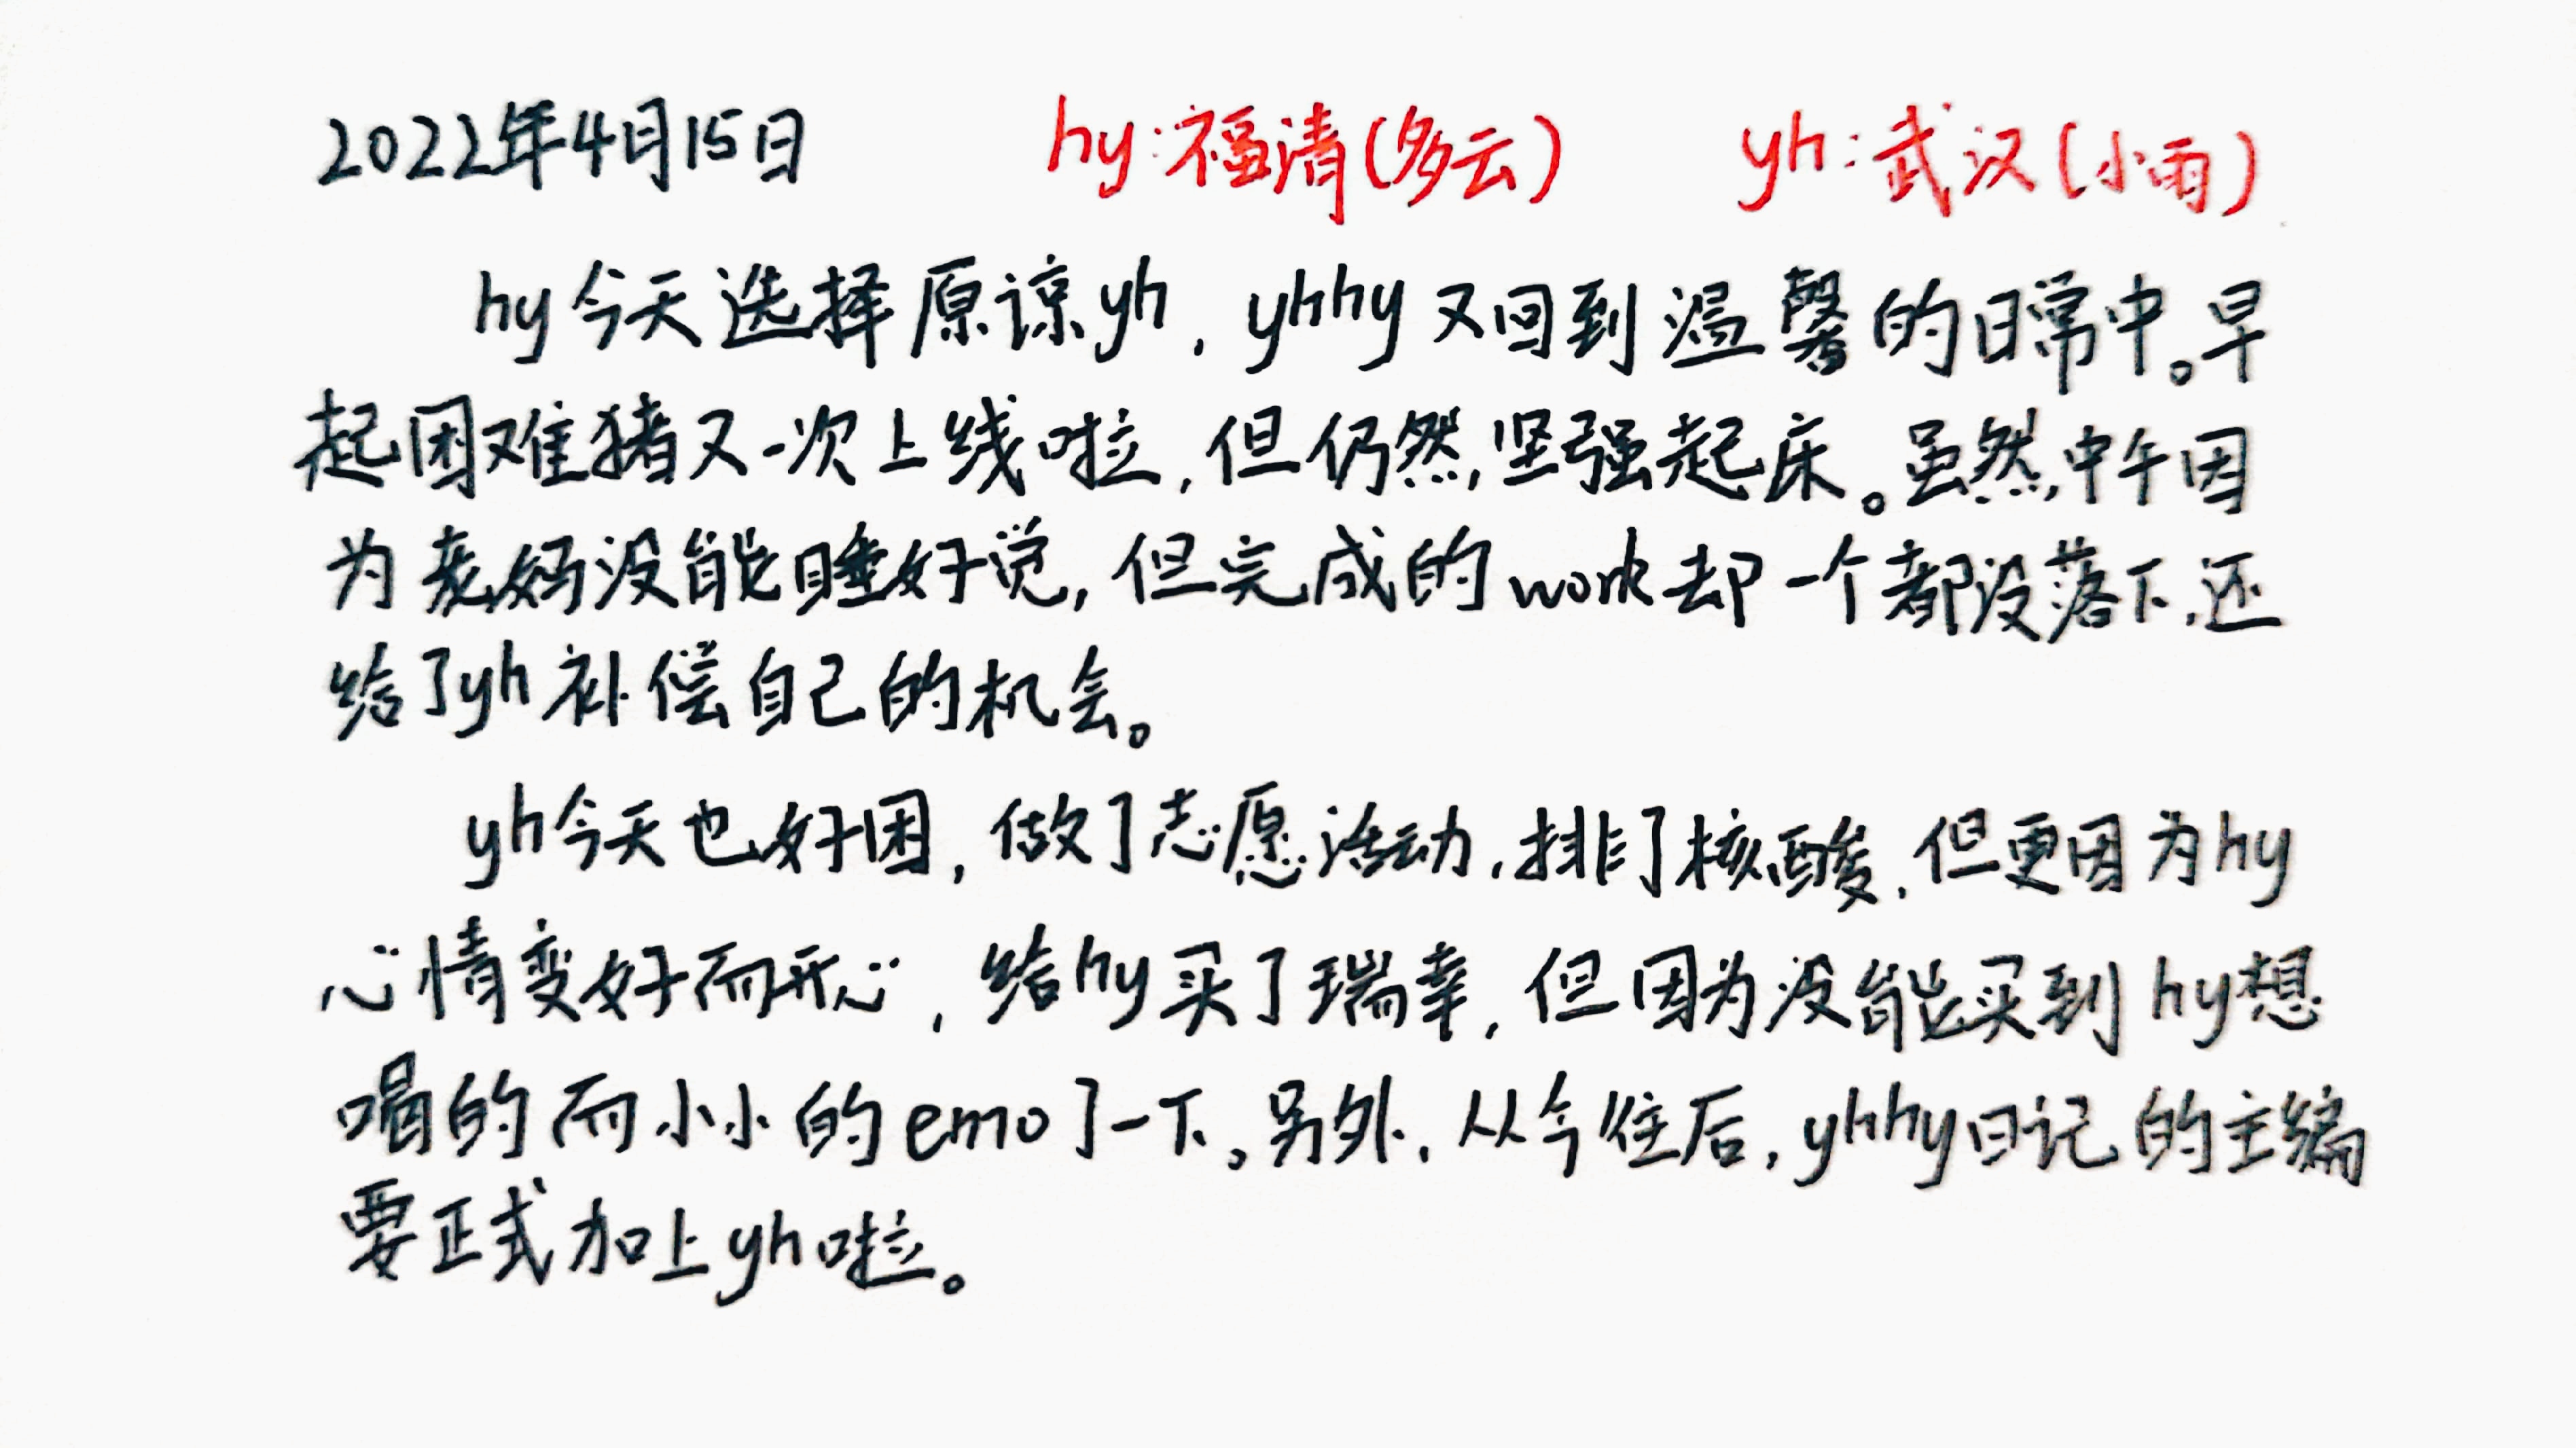 2022年4月15日 hy:福清(多云) yh:武汉(小雨)
hy今天选择原谅yh,yhhy又回到温馨的日常中。早
起困难猪又一次上线啦,但仍然坚强起床。虽然中午因
为老妈没能睡好觉,但完成的work却一个都没落下,还
给了yh补偿自己的机会。
yh今天也好困,做了志愿活动,排了核酸,但更因为hy
心情变好而开心,给hy买了瑞幸,但因为没能买到hy想
喝的而小小的emo了一下。另外,从今往后,yhhy日记的主编
要正式加上yh啦。